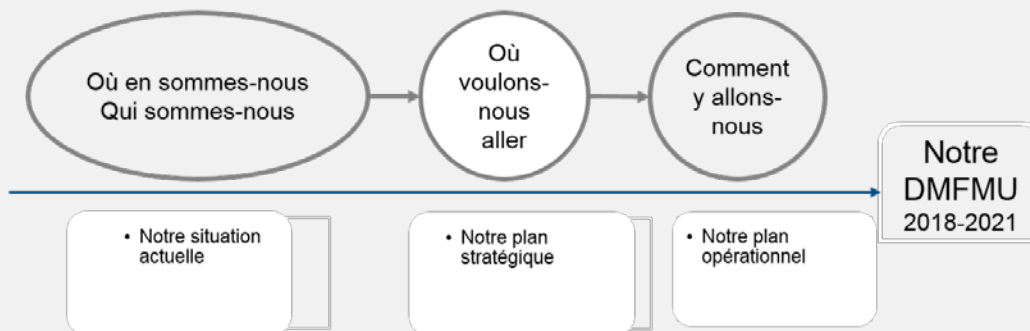 Où en sommes-nous
Qui sommes-nous
Où
voulons-
nous
aller
Comment
y allons-
nous
Notre
DMFMU
2018-2021
• Notre situation
actuelle
• Notre plan
stratégique
• Notre plan
opérationnel